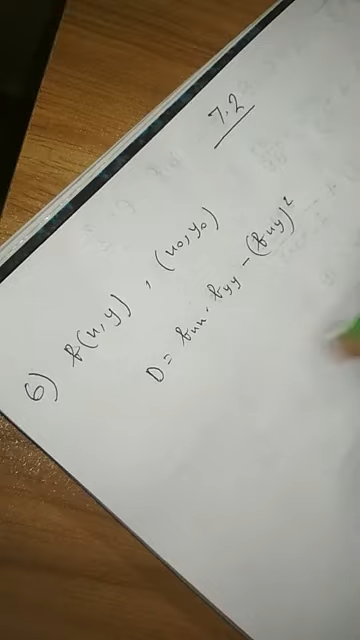 7.2
6) f(x,y), (x₀,y₀)
D = fxx · fyy - (fxy)²